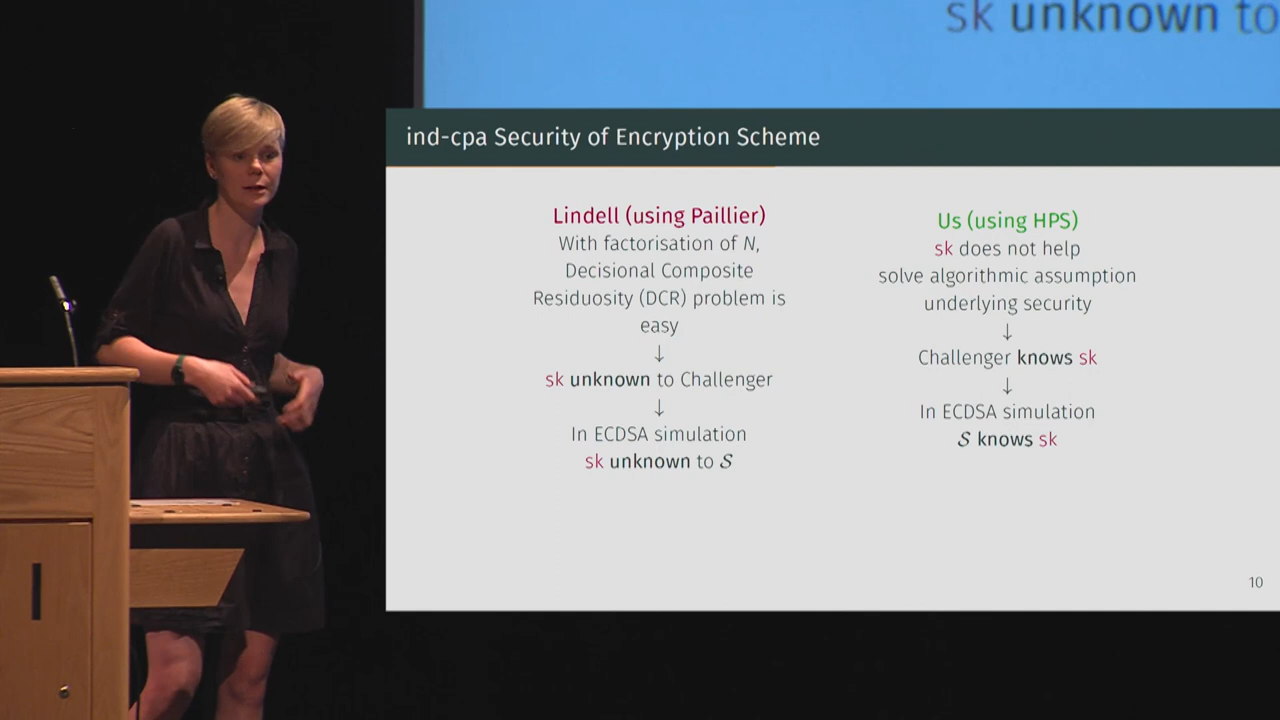 sk unknown to
ind-cpa Security of Encryption Scheme
Lindell (using Paillier)
With factorisation of N,
Decisional Composite
Residuosity (DCR) problem is
easy
↓
sk unknown to Challenger
↓
In ECDSA simulation
sk unknown to 𝒮
Us (using HPS)
sk does not help
solve algorithmic assumption
underlying security
↓
Challenger knows sk
↓
In ECDSA simulation
𝒮 knows sk
10